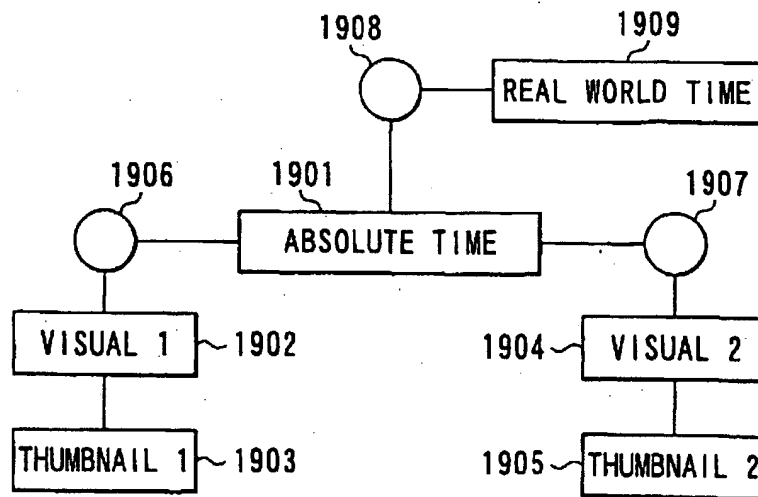 1908
1909
REAL WORLD TIME
1906
1901
1907
ABSOLUTE TIME
VISUAL 1
1902
1904
VISUAL 2
THUMBNAIL 1
1903
1905
THUMBNAIL 2